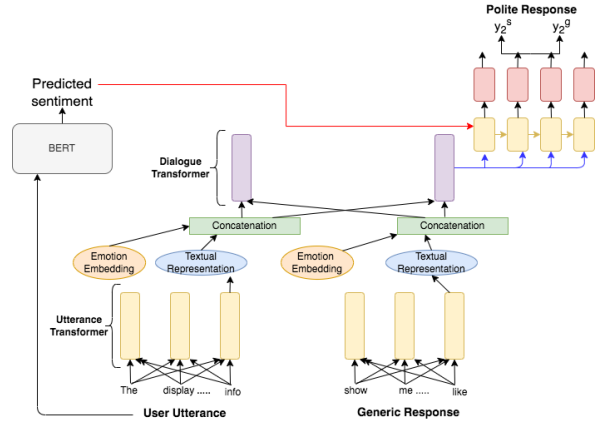 Polite Response
y₂ˢ y₂ᵍ
Predicted
sentiment
BERT
Dialogue
Transformer
Concatenation Concatenation
Emotion
Embedding
Textual
Representation
Emotion
Embedding
Textual
Representation
Utterance
Transformer
The display ..... info
show me ..... like
User Utterance Generic Response